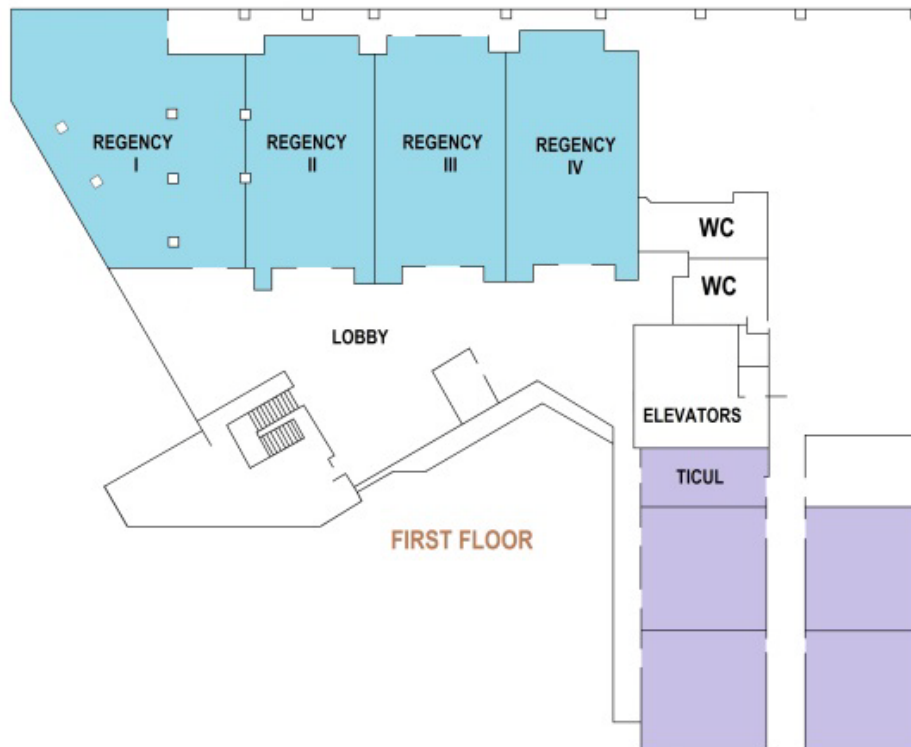 REGENCY
I
REGENCY
II
REGENCY
III
REGENCY
IV
WC
WC
LOBBY
ELEVATORS
TICUL
FIRST FLOOR